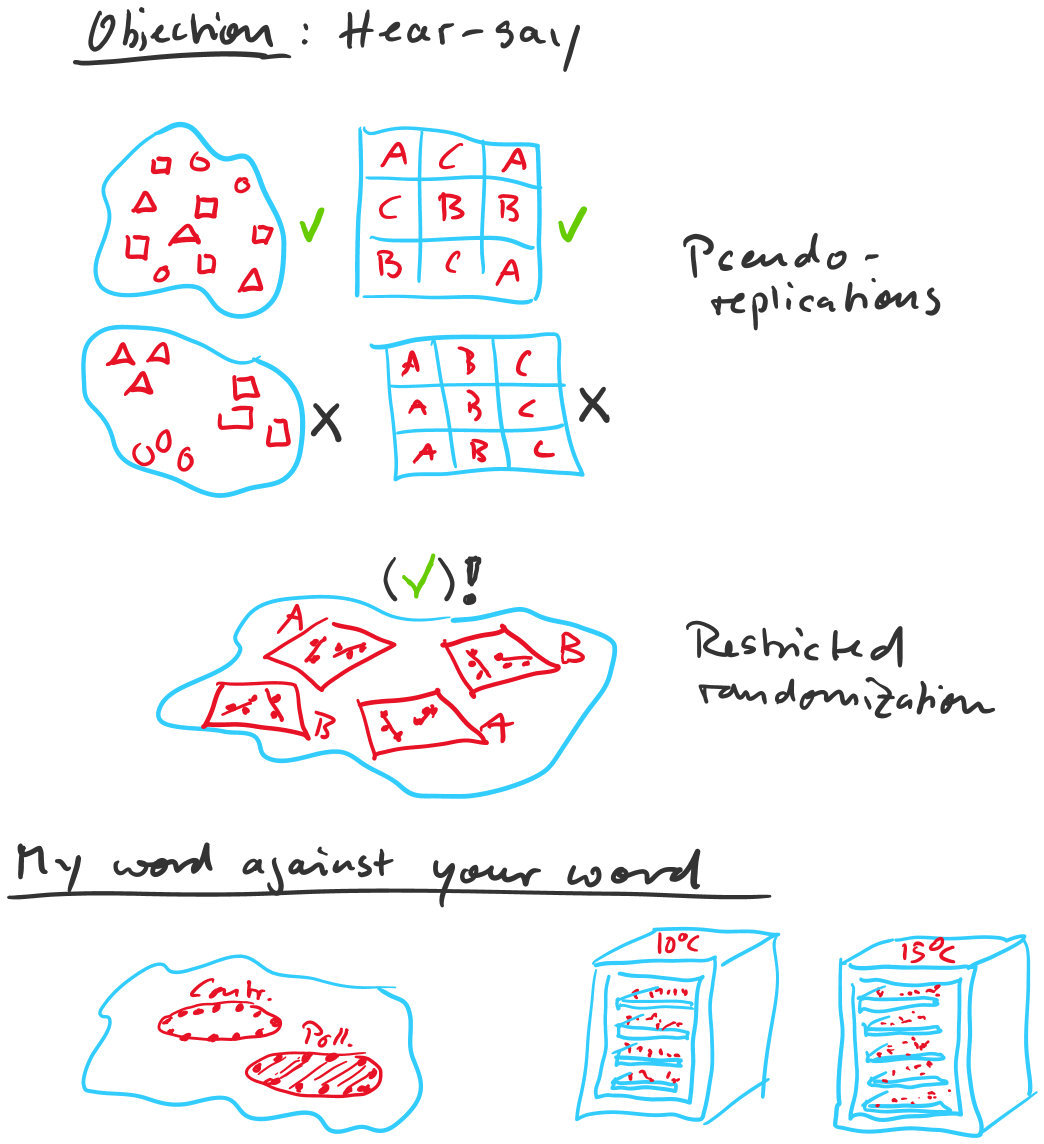 Objection: Hear-say
A C A
C B B
B C A
Pseudo-
replications
A B C
A B C
A B C
X
X
(✓)!
A
B
B
A
Restricted
randomization
My word against your word
Contr.
Poll.
10°C
15°C